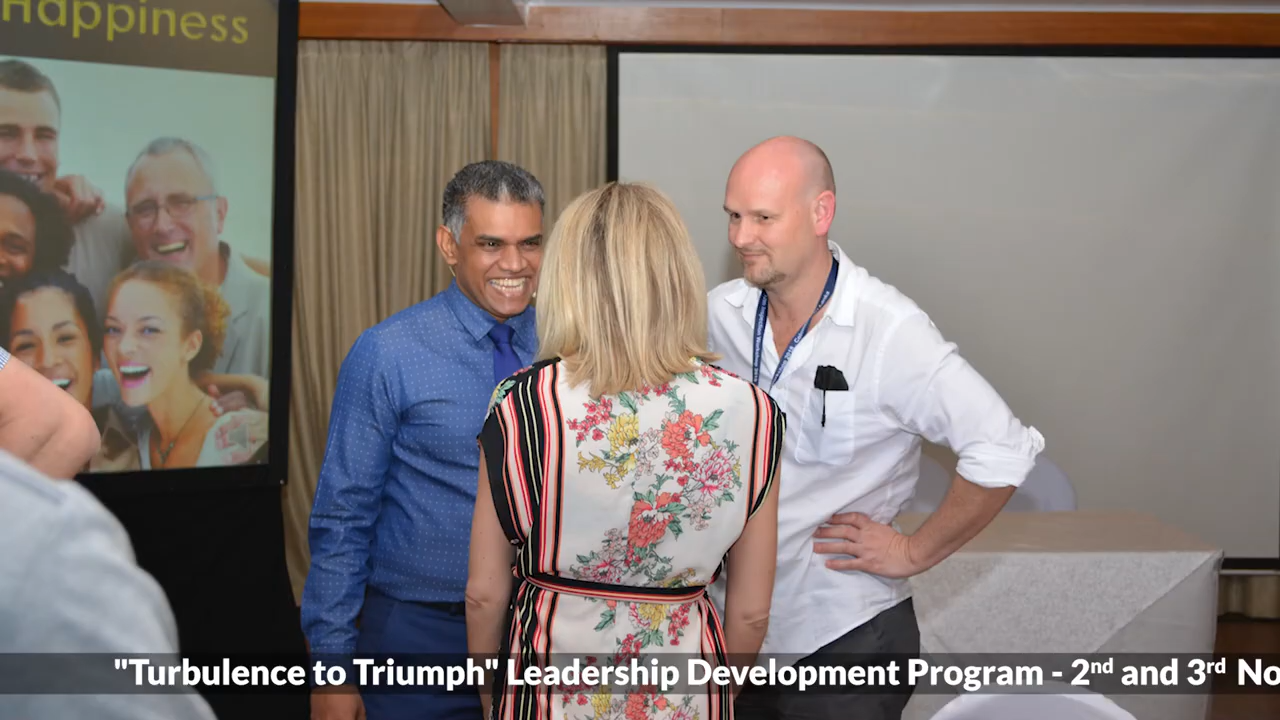 Happiness
"Turbulence to Triumph" Leadership Development Program - 2nd and 3rd No